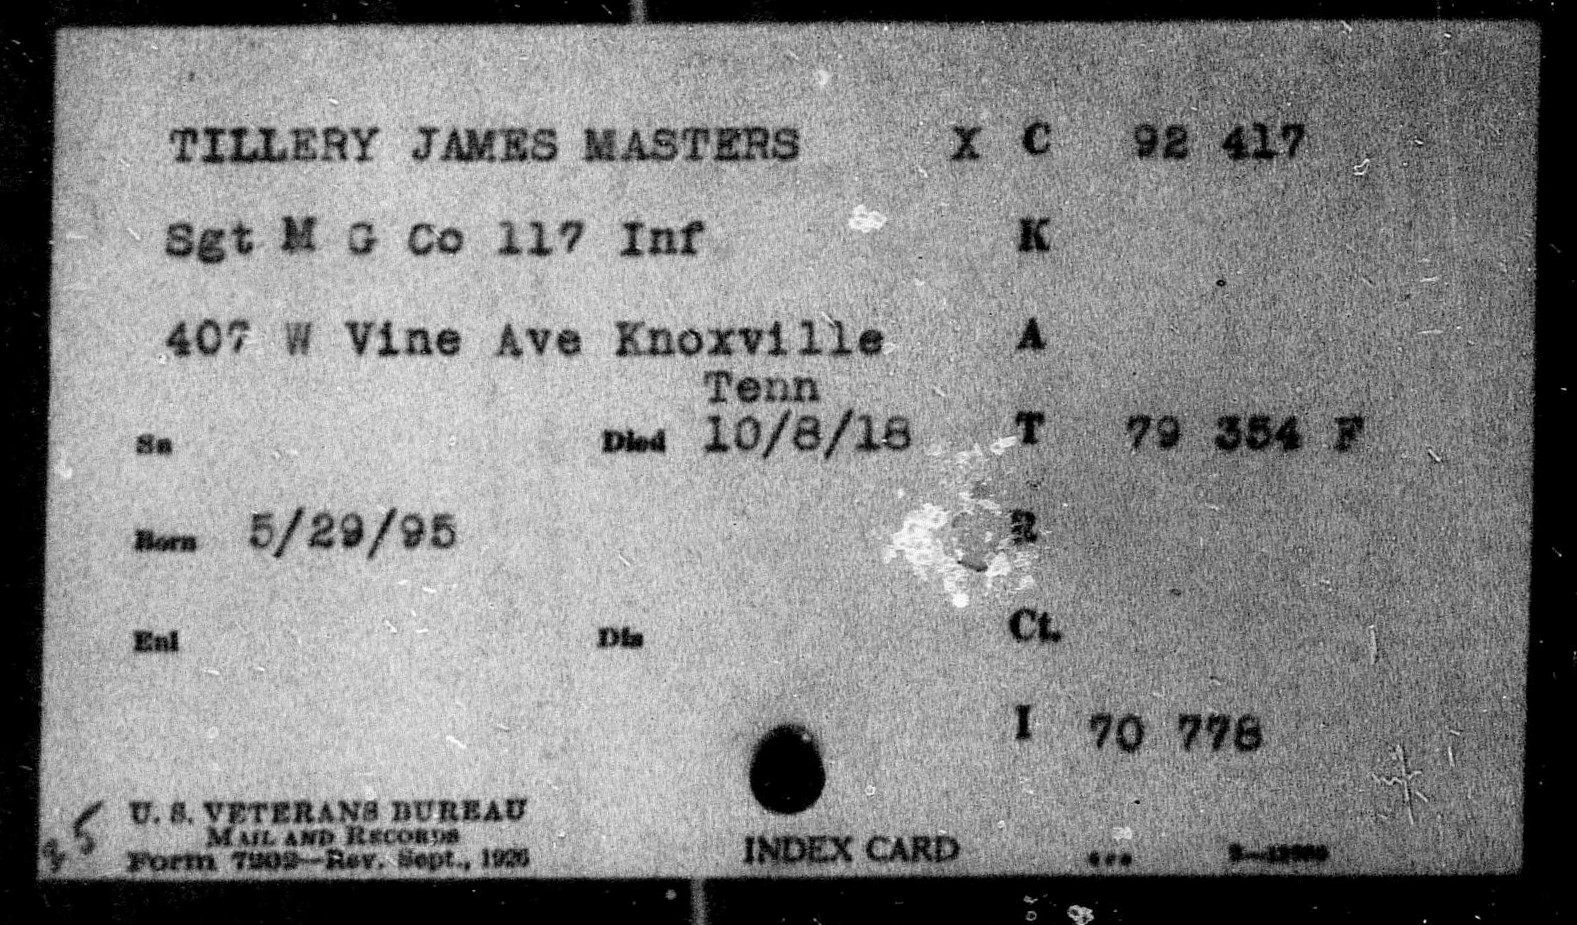 TILLERY JAMES MASTERS X C 92 417
Sgt M G Co 117 Inf K
407 W Vine Ave Knoxville A
Tenn
Sn Died 10/8/18 T 79 354 F
Born 5/29/95 R
Enl Dis Ct.
I 70 778
U. S. VETERANS BUREAU
MAIL AND RECORDS
Form 7202—Rev. Sept., 1926 INDEX CARD